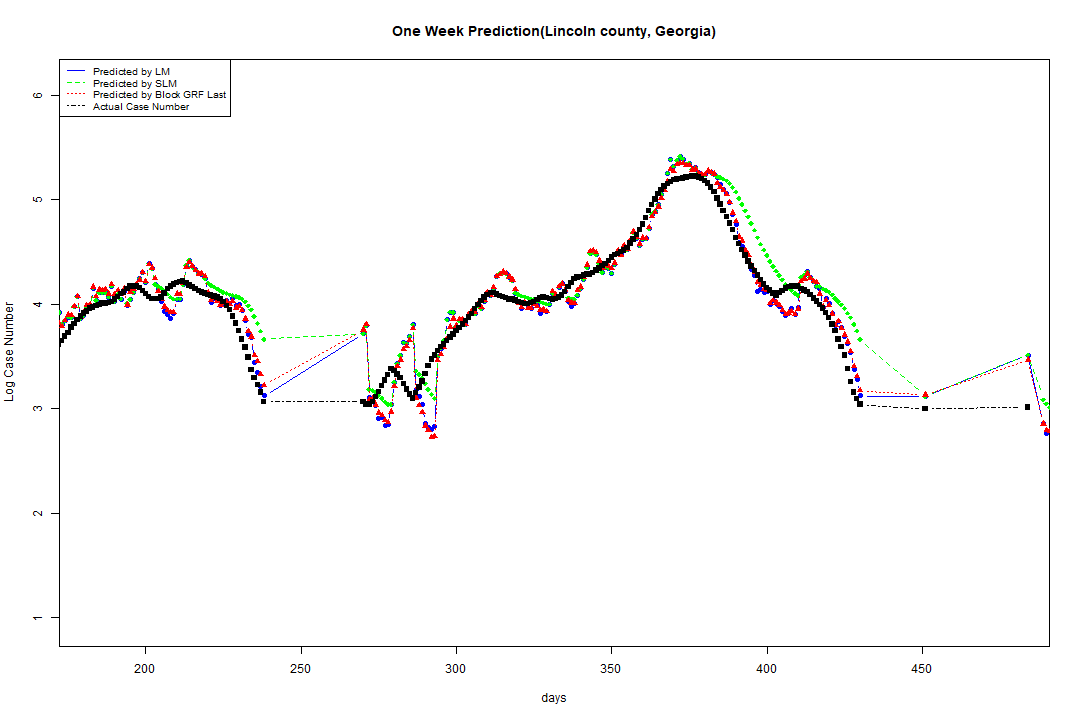 One Week Prediction(Lincoln county, Georgia)
Predicted by LM
Predicted by SLM
Predicted by Block GRF Last
Actual Case Number
6
5
4
3
2
1
Log Case Number
200
250
300
350
400
450
days